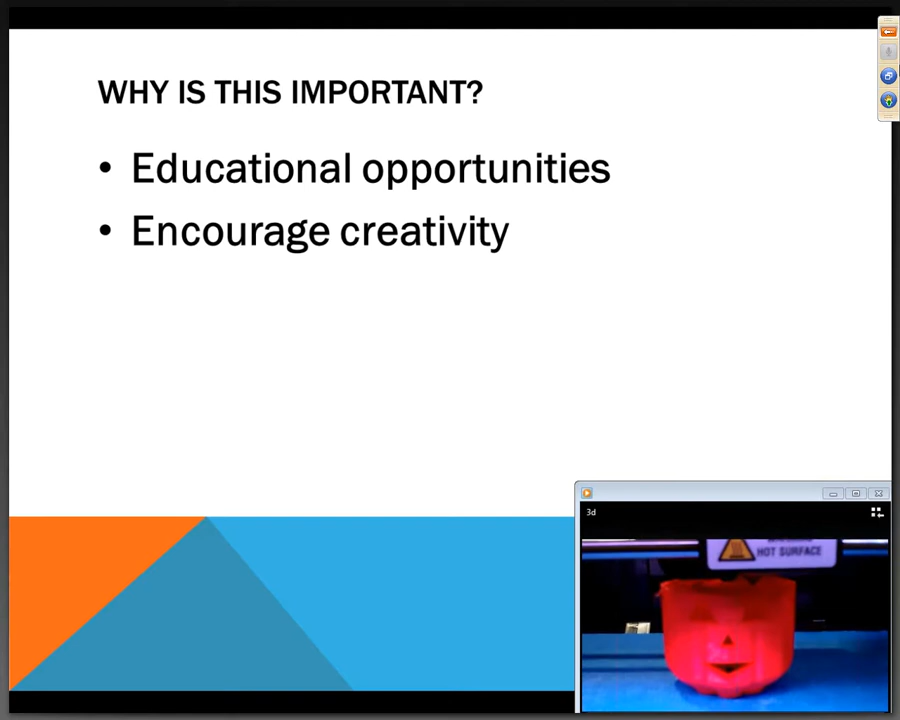 WHY IS THIS IMPORTANT?
• Educational opportunities
• Encourage creativity
3d
HOT SURFACE